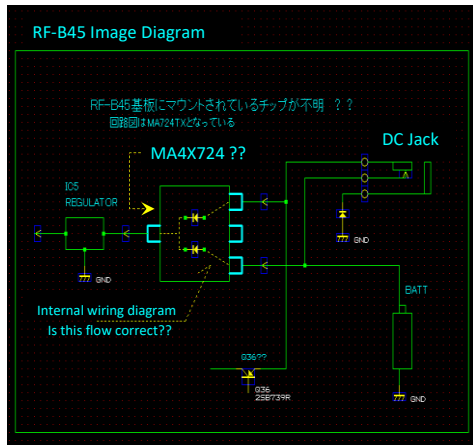 RF-B45 Image Diagram
RF-B45基板にマウントされているチップが不明 ？？
回路図はMA724TXとなっている
DC Jack
MA4X724 ??
IC5
REGULATOR
GND
GND
Internal wiring diagram
Is this flow correct??
BATT
Q36??
Q36
2SB739R
GND